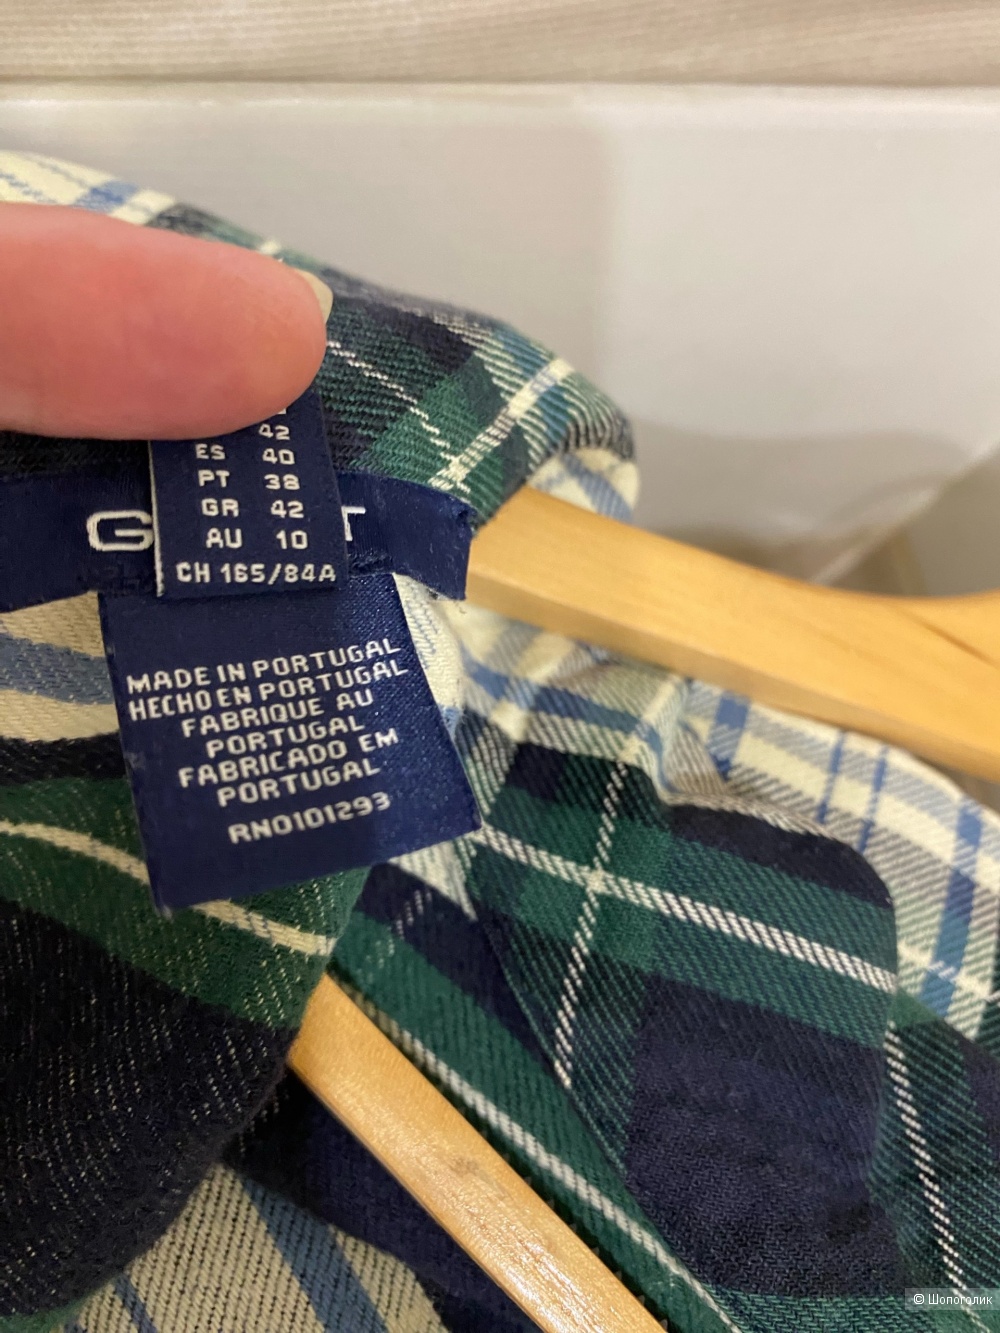 42
ES 40
PT 38
GR 42
AU 10
CH 165/84A
G T
MADE IN PORTUGAL
HECHO EN PORTUGAL
FABRIQUE AU
PORTUGAL
FABRICADO EM
PORTUGAL
RN0101293
© Шопоголик